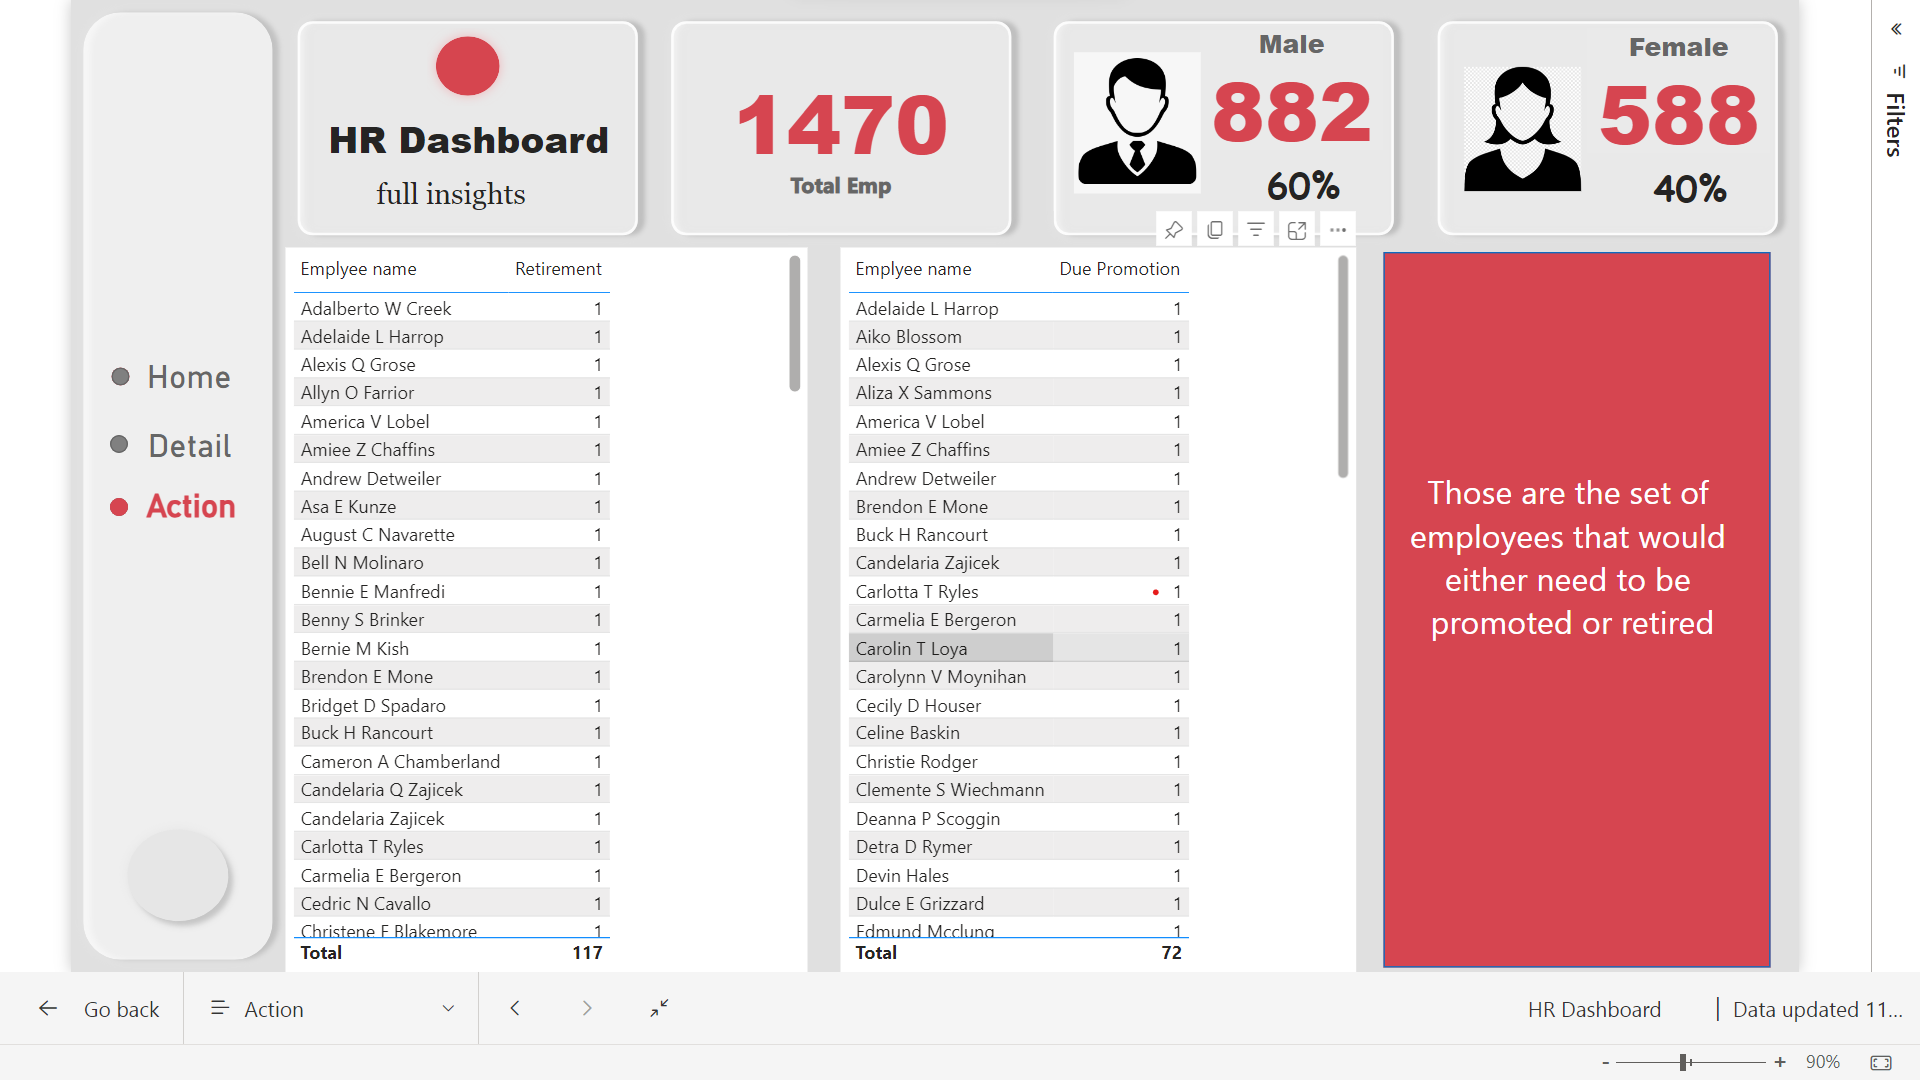 HR Dashboard
full insights
1470
Total Emp
Male
882
60%
Female
588
40%
Filters
Home
Detail
Action
Emplyee name Retirement
Adalberto W Creek 1
Adelaide L Harrop 1
Alexis Q Grose 1
Allyn O Farrior 1
America V Lobel 1
Amiee Z Chaffins 1
Andrew Detweiler 1
Asa E Kunze 1
August C Navarette 1
Bell N Molinaro 1
Bennie E Manfredi 1
Benny S Brinker 1
Bernie M Kish 1
Brendon E Mone 1
Bridget D Spadaro 1
Buck H Rancourt 1
Cameron A Chamberland 1
Candelaria Q Zajicek 1
Candelaria Zajicek 1
Carlotta T Ryles 1
Carmelia E Bergeron 1
Cedric N Cavallo 1
Christene E Blakemore 1
Total 117
Emplyee name Due Promotion
Adelaide L Harrop 1
Aiko Blossom 1
Alexis Q Grose 1
Aliza X Sammons 1
America V Lobel 1
Amiee Z Chaffins 1
Andrew Detweiler 1
Brendon E Mone 1
Buck H Rancourt 1
Candelaria Zajicek 1
Carlotta T Ryles 1
Carmelia E Bergeron 1
Carolin T Loya 1
Carolynn V Moynihan 1
Cecily D Houser 1
Celine Baskin 1
Christie Rodger 1
Clemente S Wiechmann 1
Deanna P Scoggin 1
Detra D Rymer 1
Devin Hales 1
Dulce E Grizzard 1
Edmund Mcclung 1
Total 72
Those are the set of
employees that would
either need to be
promoted or retired
Go back
Action
HR Dashboard | Data updated 11...
- + 90%